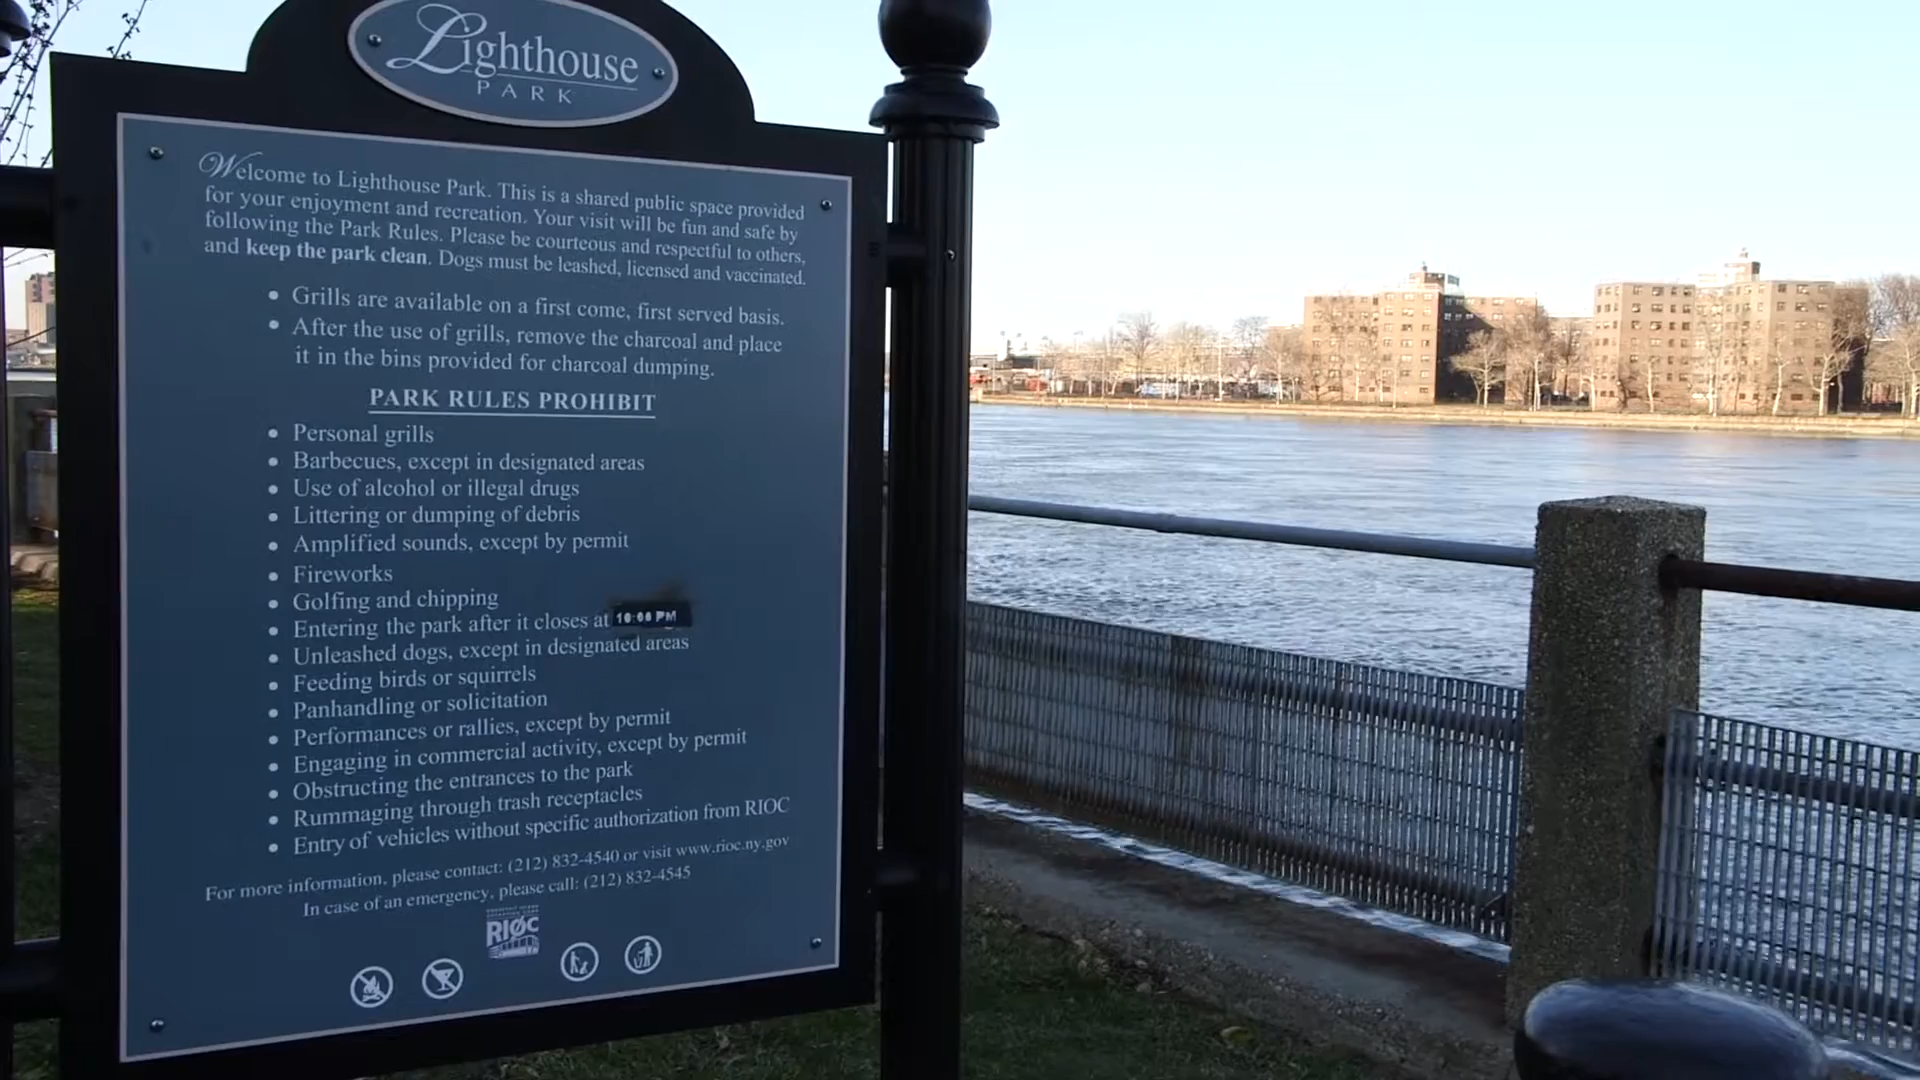 Lighthouse
PARK
Welcome to Lighthouse Park. This is a shared public space provided
for your enjoyment and recreation. Your visit will be fun and safe by
following the Park Rules. Please be courteous and respectful to others,
and keep the park clean. Dogs must be leashed, licensed and vaccinated.
• Grills are available on a first come, first served basis.
• After the use of grills, remove the charcoal and place
it in the bins provided for charcoal dumping.
PARK RULES PROHIBIT
• Personal grills
• Barbecues, except in designated areas
• Use of alcohol or illegal drugs
• Littering or dumping of debris
• Amplified sounds, except by permit
• Fireworks
• Golfing and chipping
• Entering the park after it closes at 10:00 PM
• Unleashed dogs, except in designated areas
• Feeding birds or squirrels
• Panhandling or solicitation
• Performances or rallies, except by permit
• Engaging in commercial activity, except by permit
• Obstructing the entrances to the park
• Rummaging through trash receptacles
• Entry of vehicles without specific authorization from RIOC
For more information, please contact: (212) 832-4540 or visit www.rioc.ny.gov
In case of an emergency, please call: (212) 832-4545
RIOC